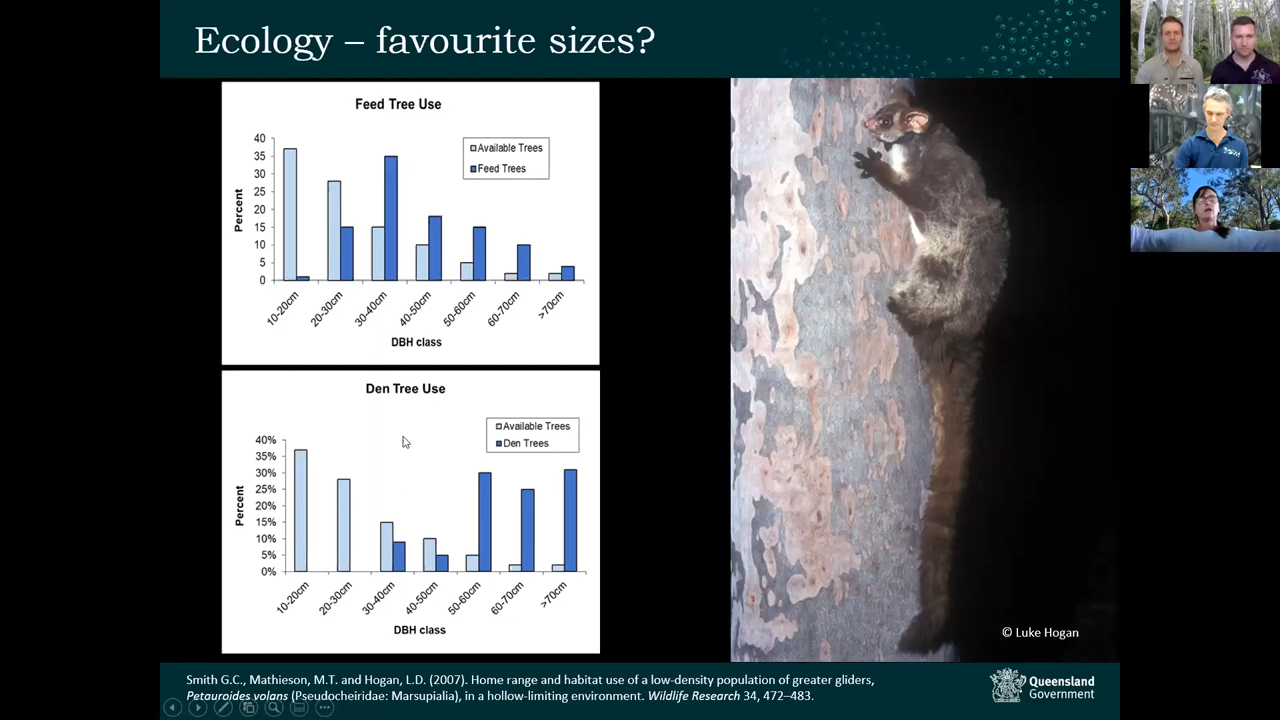 Ecology – favourite sizes?
Feed Tree Use
40
35
30
25
20
15
10
5
0
Percent
Available Trees
Feed Trees
10-20cm
20-30cm
30-40cm
40-50cm
50-60cm
60-70cm
>70cm
DBH class
Den Tree Use
40%
35%
30%
25%
20%
15%
10%
5%
0%
Percent
Available Trees
Den Trees
10-20cm
20-30cm
30-40cm
40-50cm
50-60cm
60-70cm
>70cm
DBH class
© Luke Hogan
Smith G.C., Mathieson, M.T. and Hogan, L.D. (2007). Home range and habitat use of a low-density population of greater gliders,
Petauroides volans (Pseudocheiridae: Marsupialia), in a hollow-limiting environment. Wildlife Research 34, 472–483.
Queensland
Government